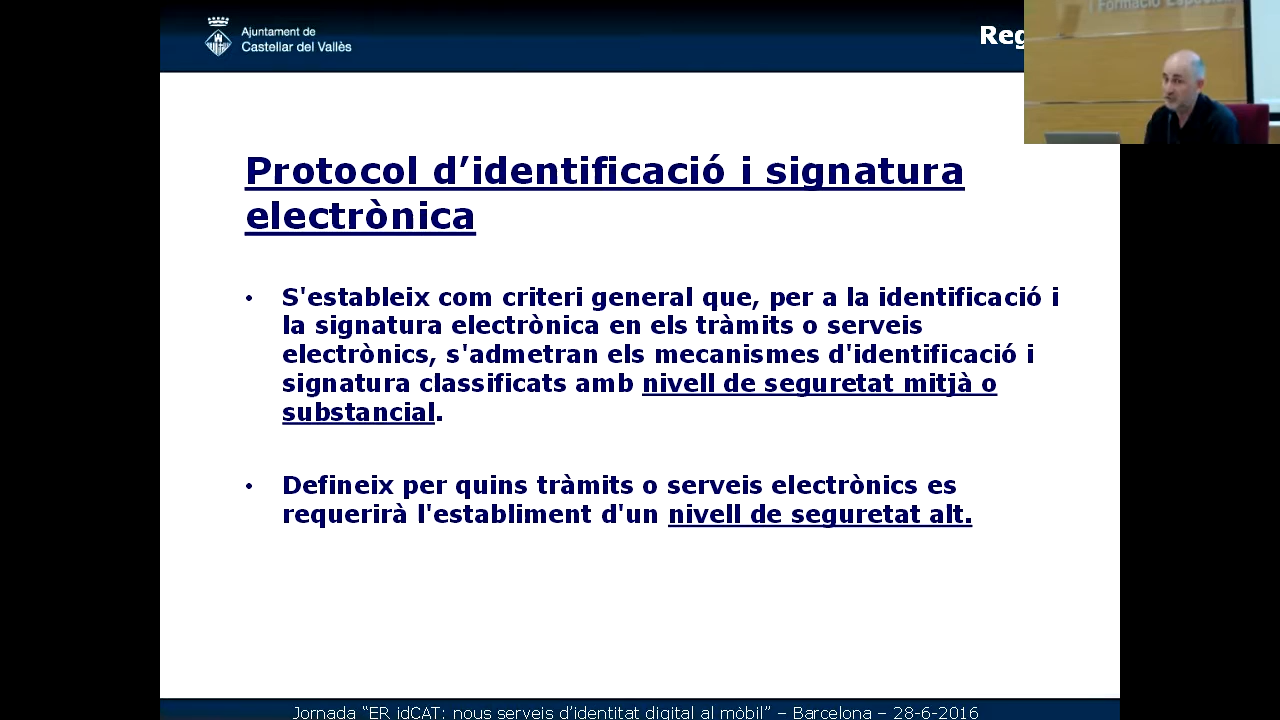 Ajuntament de
Castellar del Vallès
i Formació
Protocol d’identificació i signatura
electrònica
• S'estableix com criteri general que, per a la identificació i
la signatura electrònica en els tràmits o serveis
electrònics, s'admetran els mecanismes d'identificació i
signatura classificats amb nivell de seguretat mitjà o
substancial.
• Defineix per quins tràmits o serveis electrònics es
requerirà l'establiment d'un nivell de seguretat alt.
Jornada “ER idCAT: nous serveis d’identitat digital al mòbil” – Barcelona – 28-6-2016